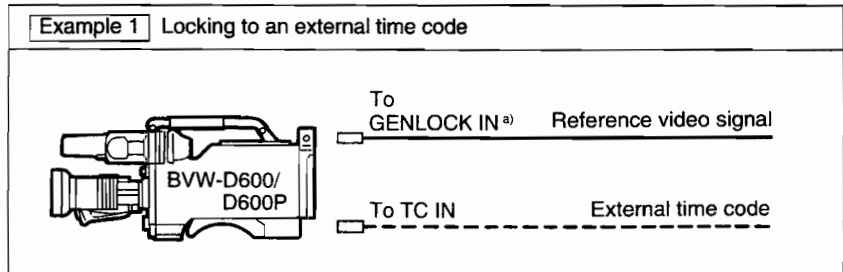 Example 1 Locking to an external time code
To
GENLOCK IN a) Reference video signal
BVW-D600/
D600P
To TC IN External time code